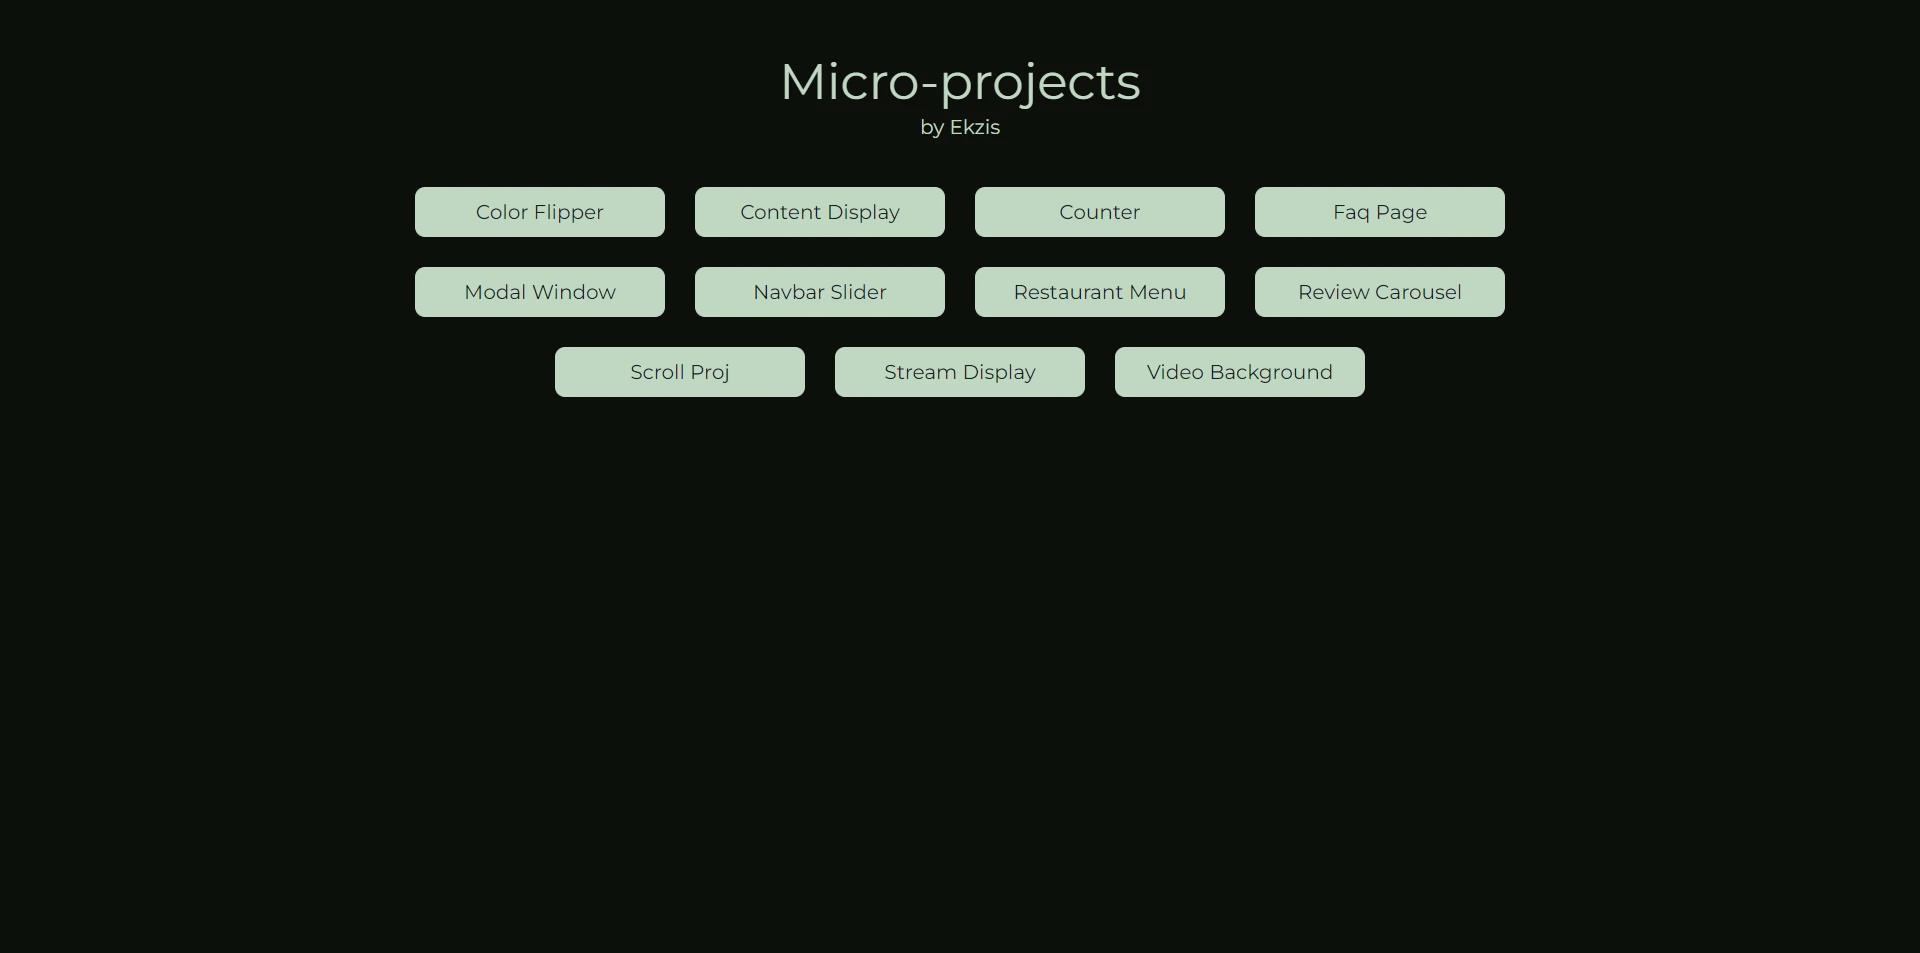 Micro-projects
by Ekzis
Color Flipper
Content Display
Counter
Faq Page
Modal Window
Navbar Slider
Restaurant Menu
Review Carousel
Scroll Proj
Stream Display
Video Background